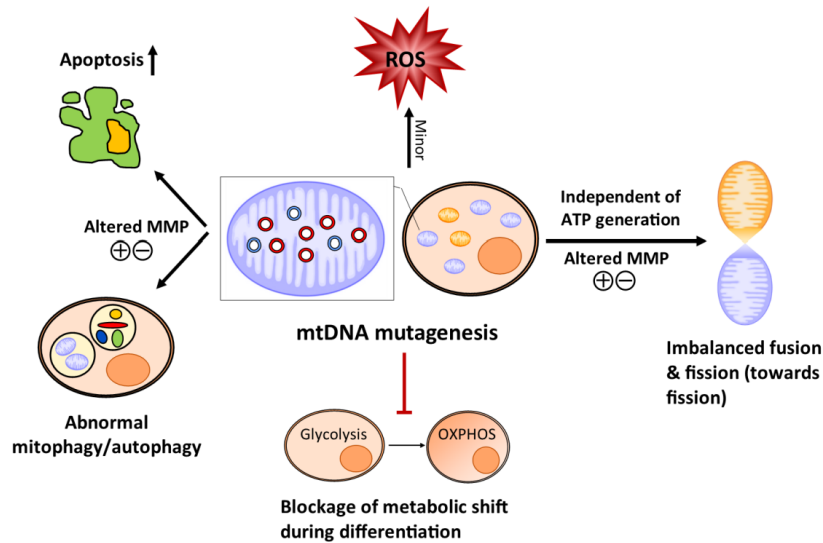 Apoptosis
ROS
Minor
Altered MMP
Independent of
ATP generation
Altered MMP
mtDNA mutagenesis
Imbalanced fusion
& fission (towards
fission)
Abnormal
mitophagy/autophagy
Glycolysis
OXPHOS
Blockage of metabolic shift
during differentiation